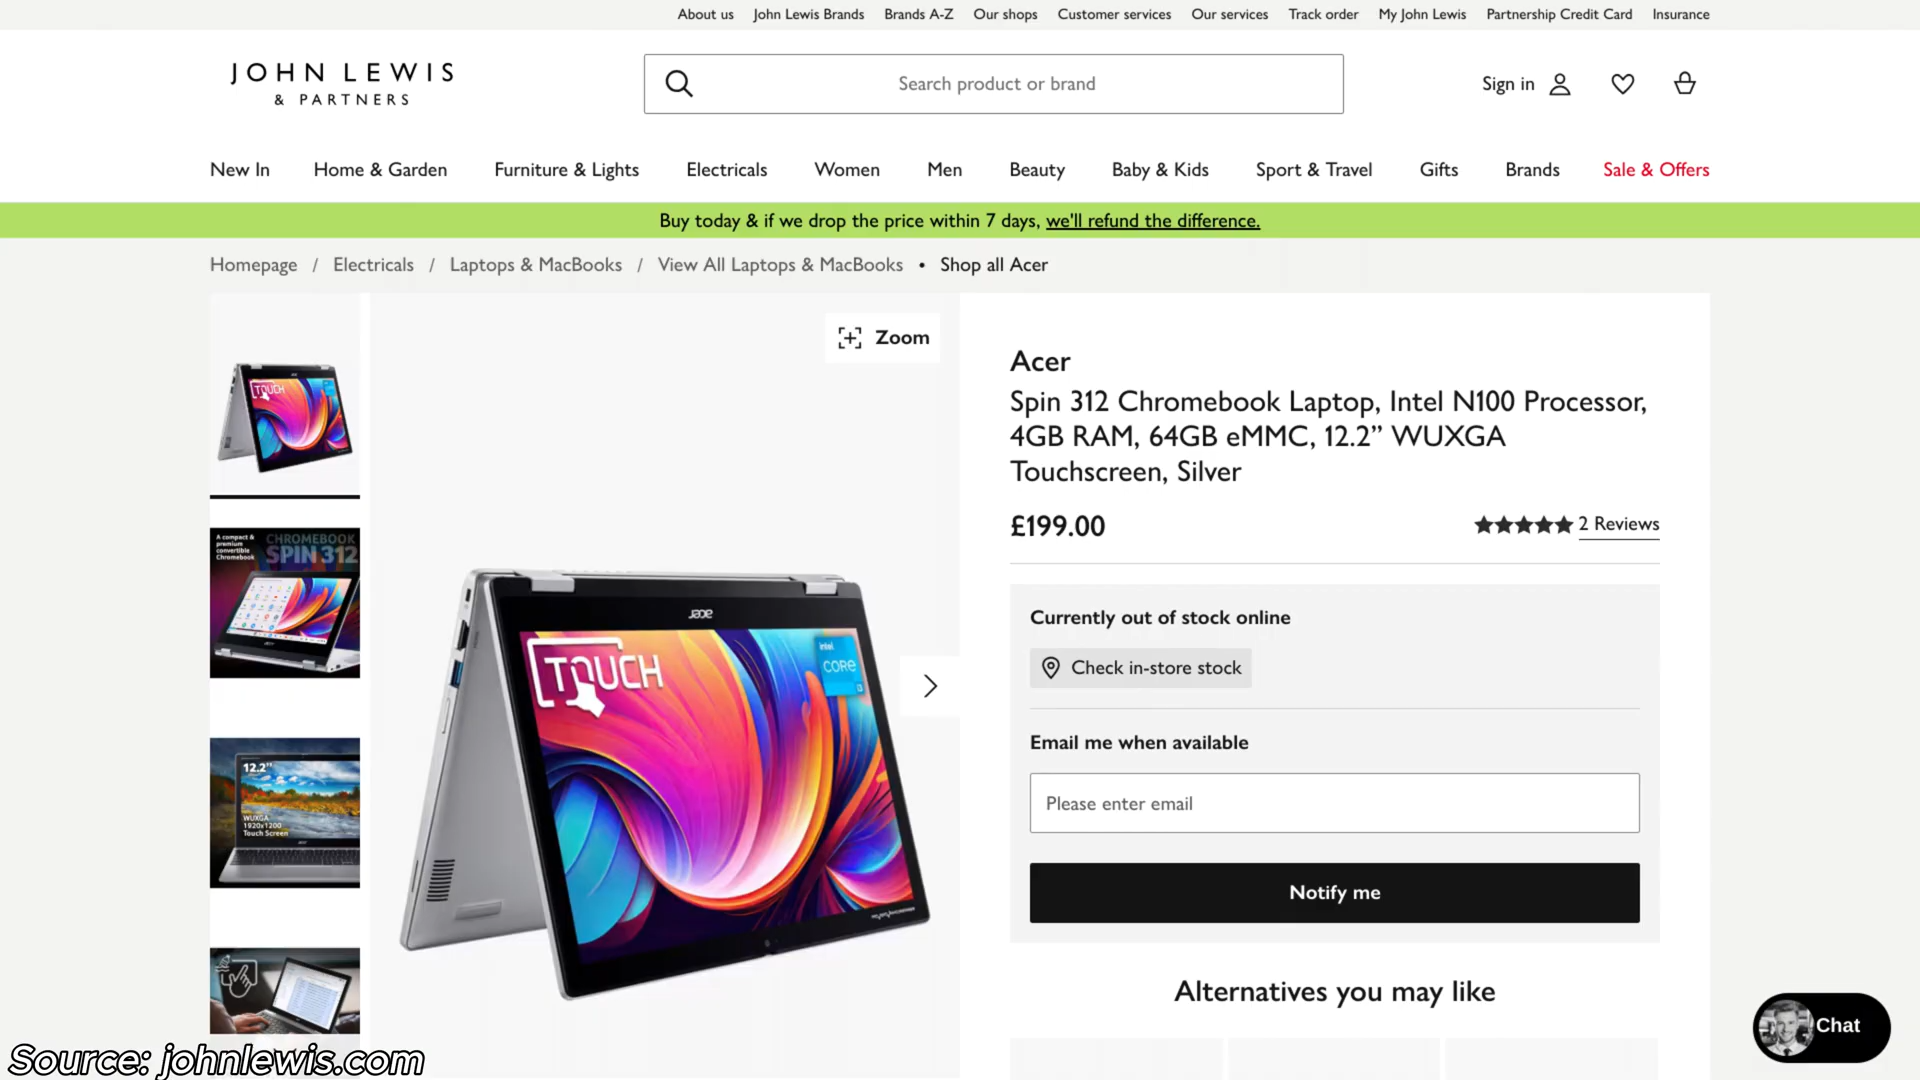 About us John Lewis Brands Brands A-Z Our shops Customer services Our services Track order My John Lewis Partnership Credit Card Insurance
JOHN LEWIS
& PARTNERS
Search product or brand
Sign in
New In Home & Garden Furniture & Lights Electricals Women Men Beauty Baby & Kids Sport & Travel Gifts Brands Sale & Offers
Buy today & if we drop the price within 7 days, we'll refund the difference.
Homepage / Electricals / Laptops & MacBooks / View All Laptops & MacBooks • Shop all Acer
TOUCH
A compact &
premium
convertible
Chromebook
CHROMEBOOK
SPIN 312
12.2"
WUXGA
1920x1200
Touch Screen
Zoom
acer
TOUCH
intel
CORE
i3
Acer
Spin 312 Chromebook Laptop, Intel N100 Processor,
4GB RAM, 64GB eMMC, 12.2” WUXGA
Touchscreen, Silver
£199.00
2 Reviews
Currently out of stock online
Check in-store stock
Email me when available
Please enter email
Notify me
Alternatives you may like
Chat
Source: johnlewis.com